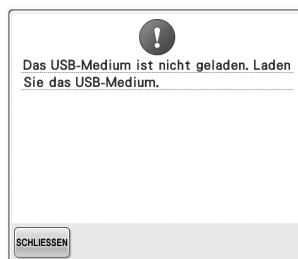 Das USB-Medium ist nicht geladen. Laden
Sie das USB-Medium.
SCHLIESSEN